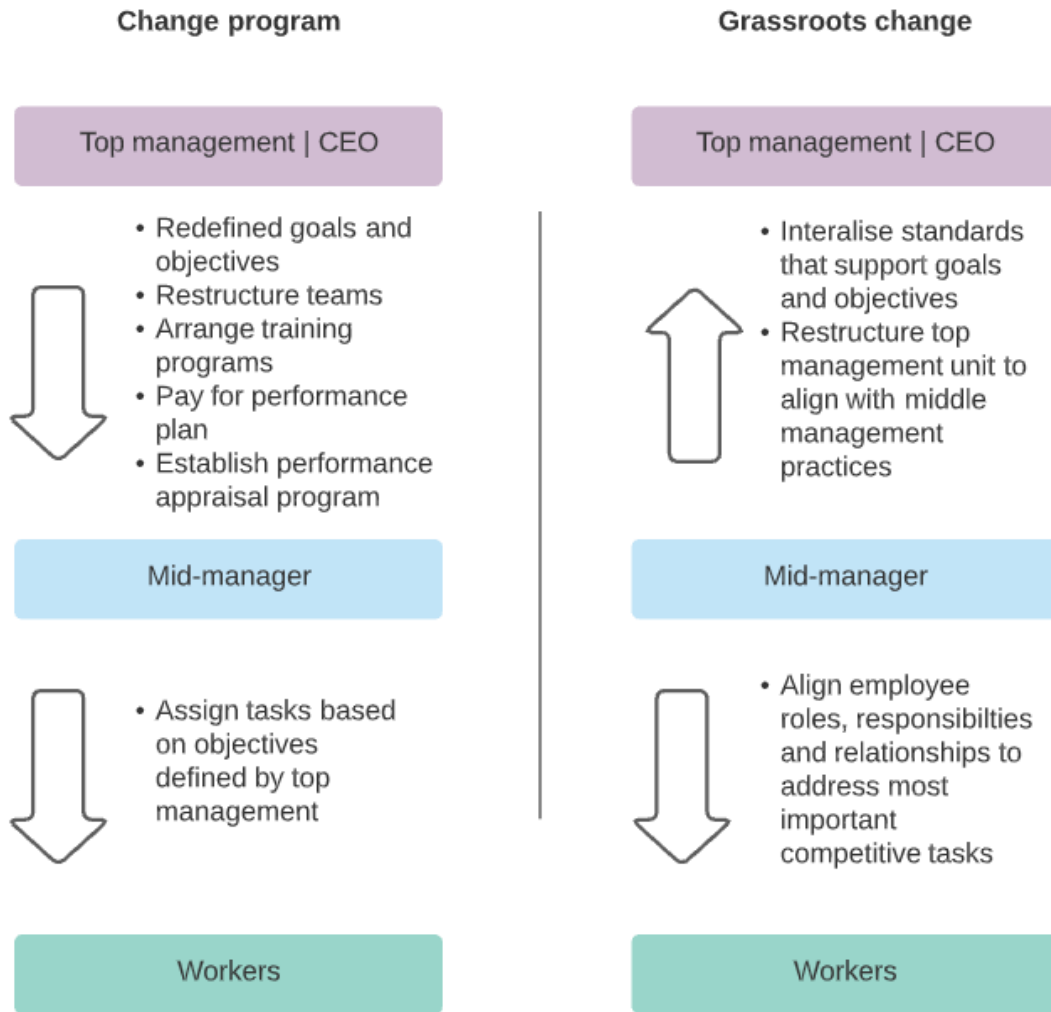 Change program
Top management | CEO
• Redefined goals and
objectives
• Restructure teams
• Arrange training
programs
• Pay for performance
plan
• Establish performance
appraisal program
Mid-manager
• Assign tasks based
on objectives
defined by top
management
Workers
Grassroots change
Top management | CEO
• Interalise standards
that support goals
and objectives
• Restructure top
management unit to
align with middle
management
practices
Mid-manager
• Align employee
roles, responsibilties
and relationships to
address most
important
competitive tasks
Workers